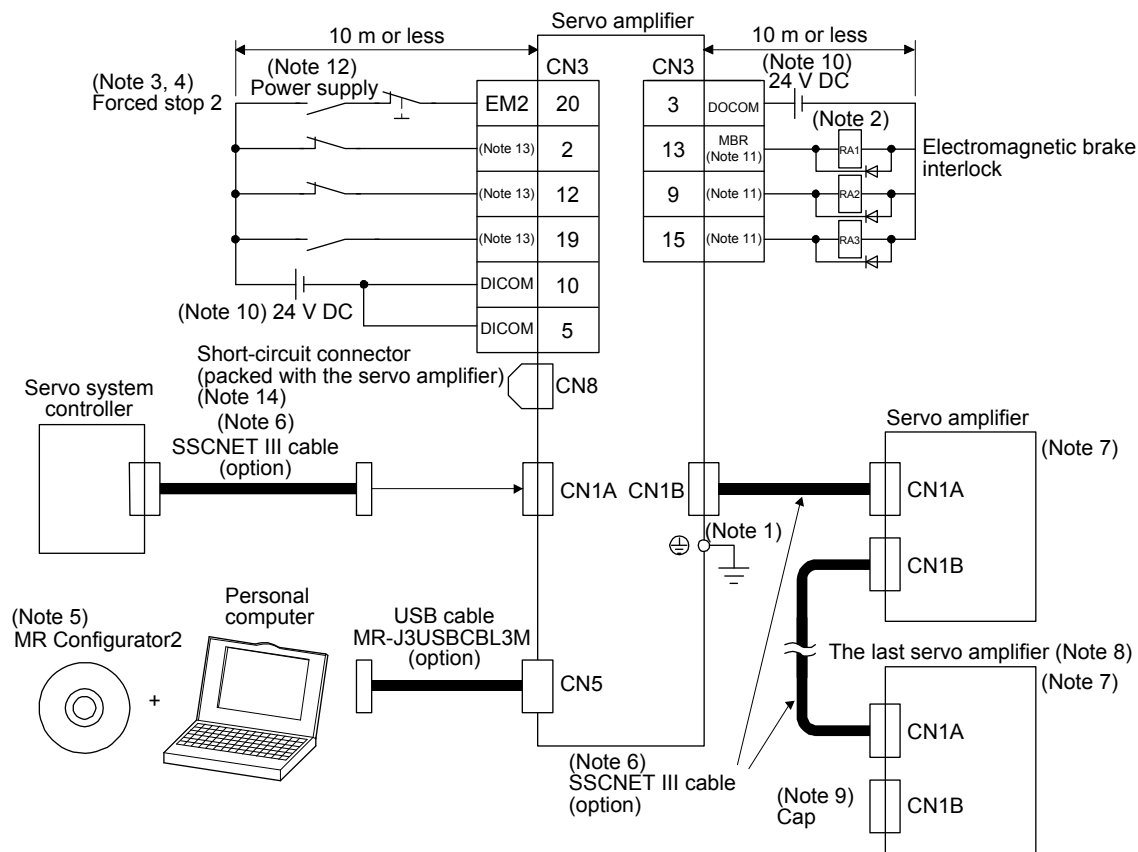 Servo amplifier
10 m or less
10 m or less
(Note 3, 4)
Forced stop 2
(Note 12)
Power supply
CN3
CN3
(Note 10)
24 V DC
EM2 20
(Note 13) 2
(Note 13) 12
(Note 13) 19
DICOM 10
DICOM 5
3 DOCOM
13 MBR
(Note 11)
9 (Note 11)
15 (Note 11)
(Note 2)
RA1
RA2
RA3
Electromagnetic brake
interlock
(Note 10) 24 V DC
Short-circuit connector
(packed with the servo amplifier)
(Note 14)
CN8
Servo system
controller
(Note 6)
SSCNET III cable
(option)
CN1A
CN1B
(Note 1)
Servo amplifier
(Note 7)
CN1A
CN1B
(Note 5)
MR Configurator2
+
Personal
computer
USB cable
MR-J3USBCBL3M
(option)
CN5
The last servo amplifier (Note 8)
(Note 7)
CN1A
CN1B
(Note 6)
SSCNET III cable
(option)
(Note 9)
Cap